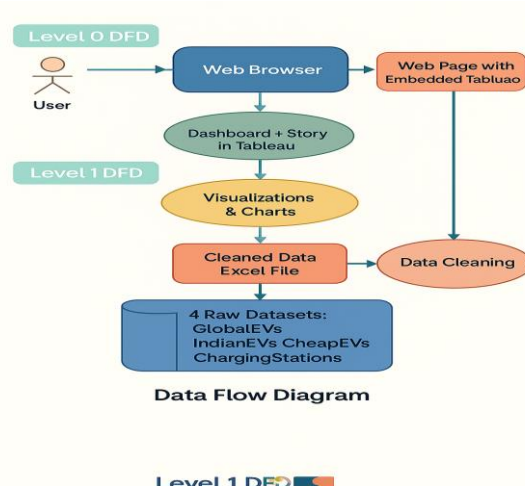 Level 0 DFD
User
Web Browser
Web Page with
Embedded Tabluao
Dashboard + Story
in Tableau
Level 1 DFD
Visualizations
& Charts
Cleaned Data
Excel File
Data Cleaning
4 Raw Datasets:
GlobalEVs
IndianEVs CheapEVs
ChargingStations
Data Flow Diagram
Level 1 DFD